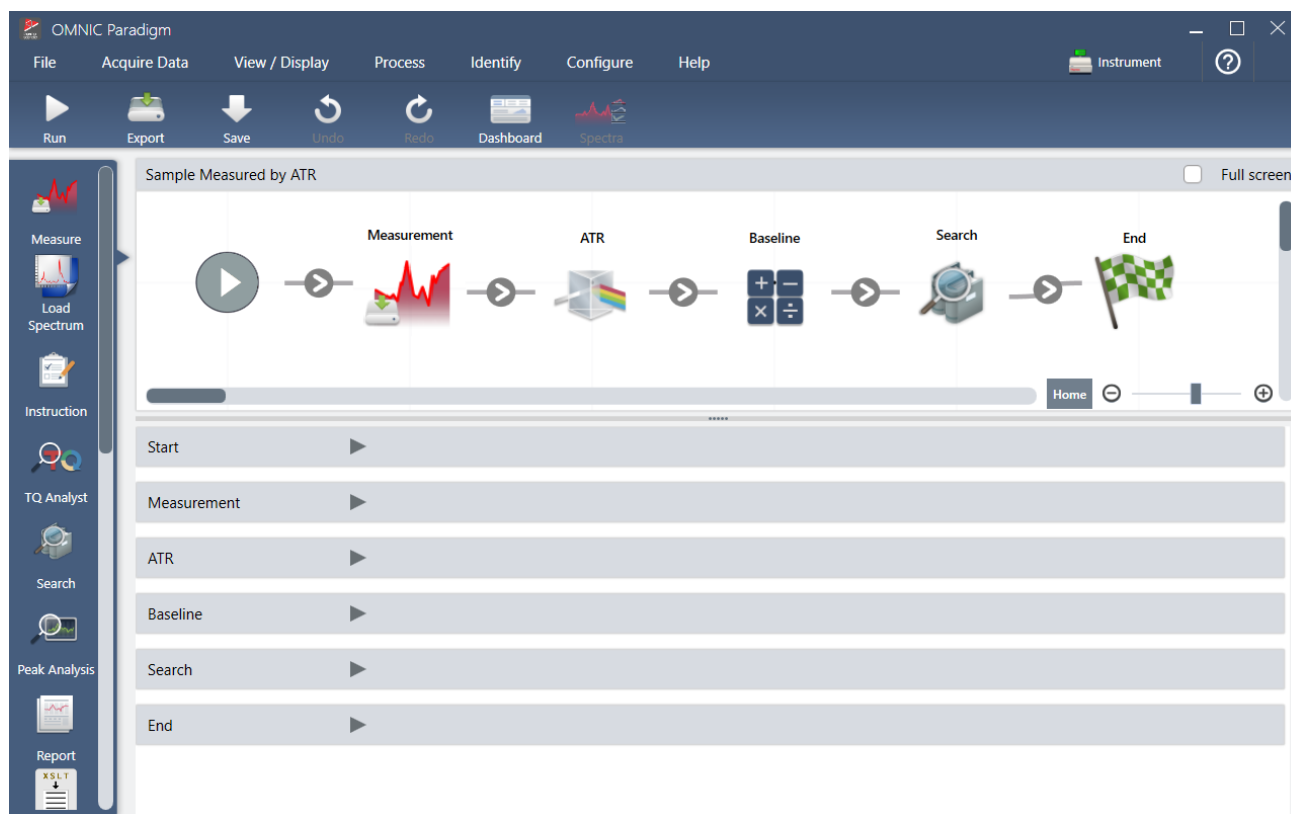 OMNIC Paradigm
File Acquire Data View / Display Process Identify Configure Help Instrument ?
Run Export Save Undo Redo Dashboard Spectra
Sample Measured by ATR Full screen
Measurement ATR Baseline Search End
Home
Measure
Load
Spectrum
Instruction
TQ Analyst
Search
Peak Analysis
Report
XSLT
Start
Measurement
ATR
Baseline
Search
End